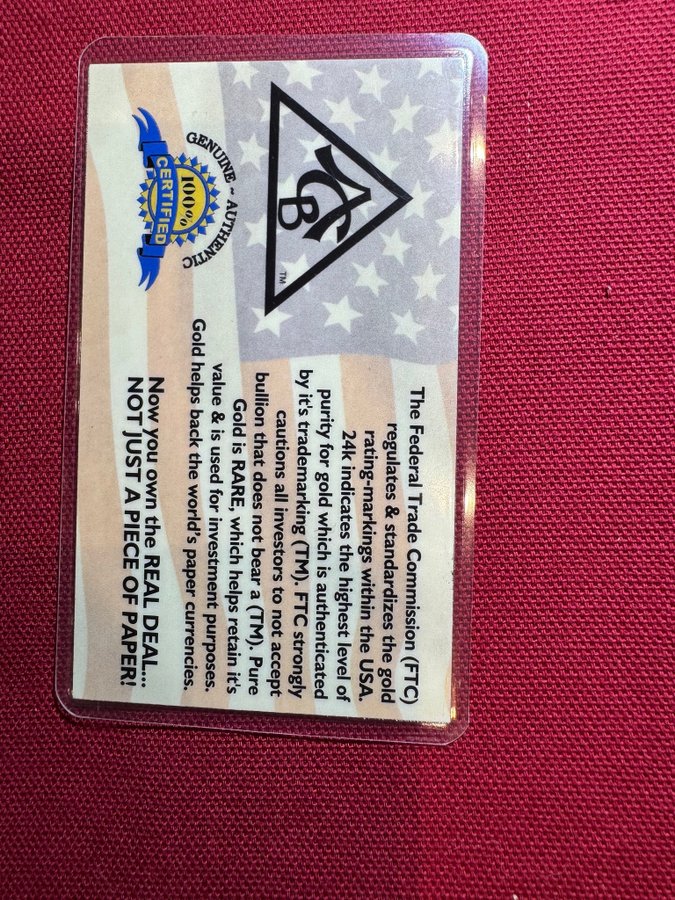 GENUINE ~ AUTHENTIC
100%
CERTIFIED
ACB
TM
The Federal Trade Commission (FTC)
regulates & standardizes the gold
rating-markings within the USA.
24k indicates the highest level of
purity for gold which is authenticated
by it's trademarking (TM). FTC strongly
cautions all investors to not accept
bullion that does not bear a (TM). Pure
Gold is RARE, which helps retain it's
value & is used for investment purposes.
Gold helps back the world's paper currencies.
Now you own the REAL DEAL...
NOT JUST A PIECE OF PAPER!